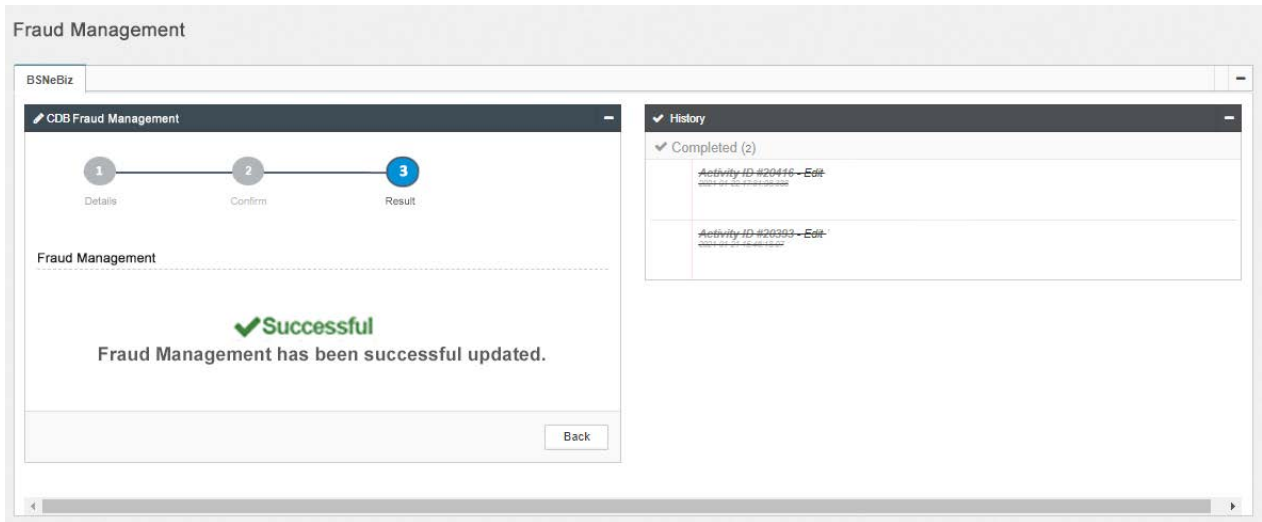 Fraud Management
BSNeBiz
CDB Fraud Management
1
2
3
Details
Confirm
Result
Fraud Management
Successful
Fraud Management has been successful updated.
Back
History
Completed (2)
Activity ID #20416 - Edit
Activity ID #20393 - Edit